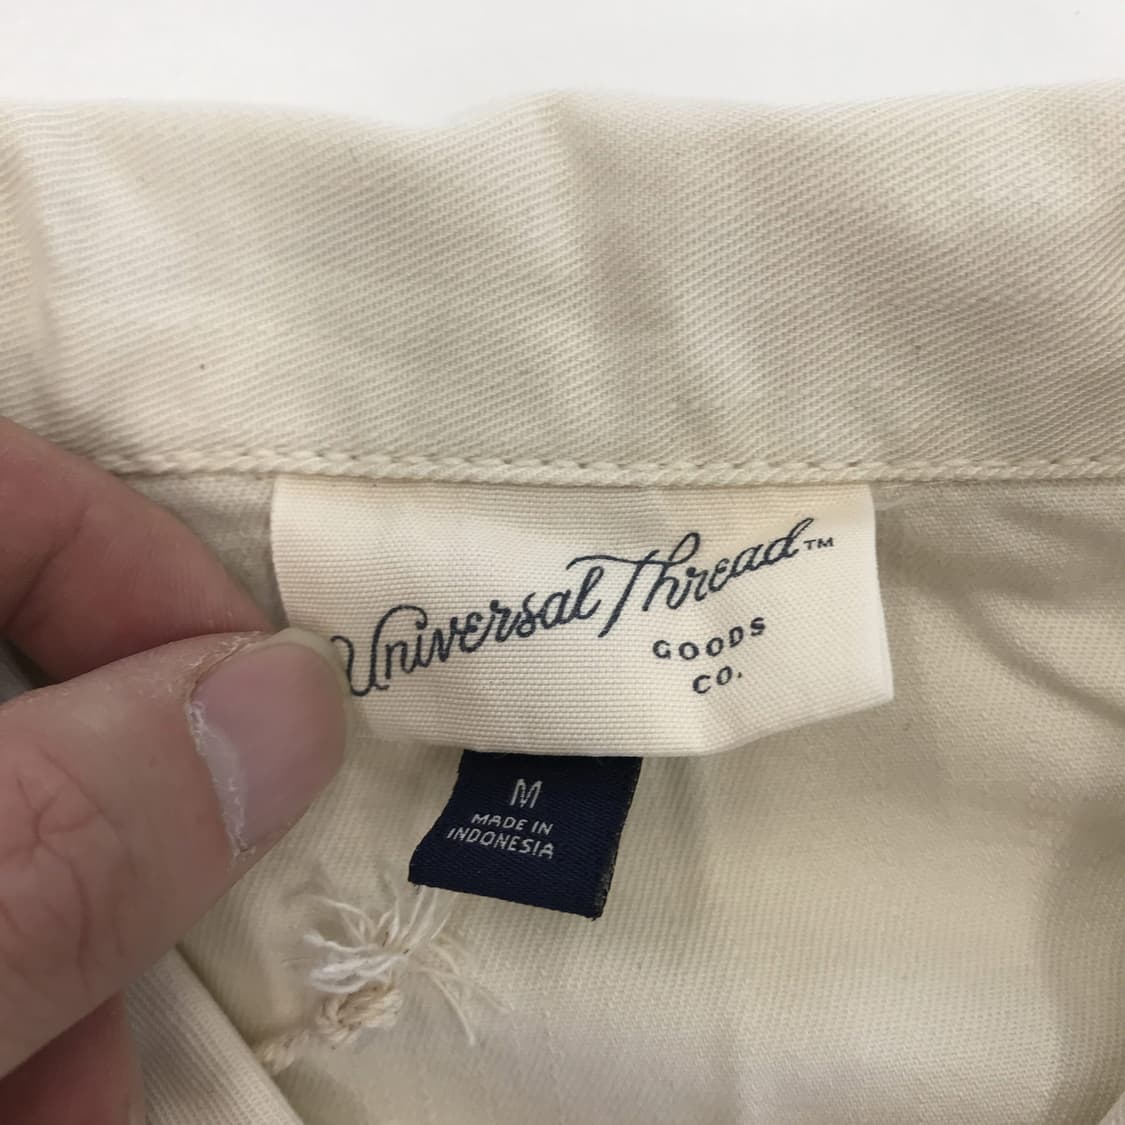 Universal Thread™
GOODS
CO.
M
MADE IN
INDONESIA